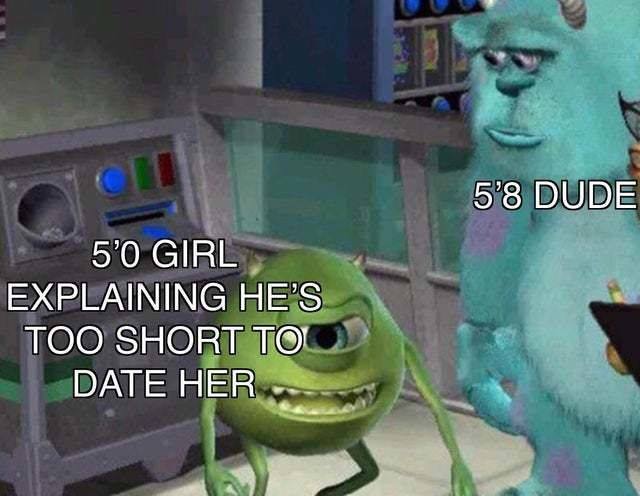 5'8 DUDE
5'0 GIRL
EXPLAINING HE'S
TOO SHORT TO
DATE HER